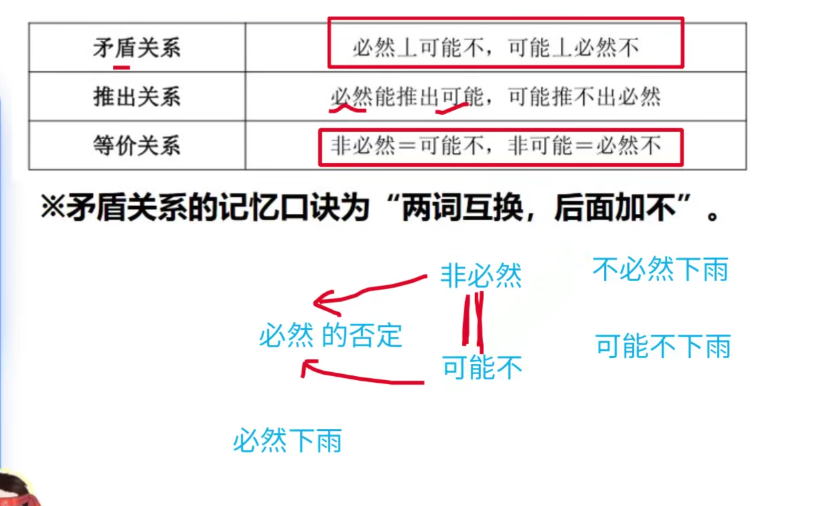 矛盾关系 必然⊥可能不，可能⊥必然不
推出关系 必然能推出可能，可能推不出必然
等价关系 非必然＝可能不，非可能＝必然不
※矛盾关系的记忆口诀为“两词互换，后面加不”。
非必然 不必然下雨
必然 的否定 可能不下雨
可能不
必然下雨